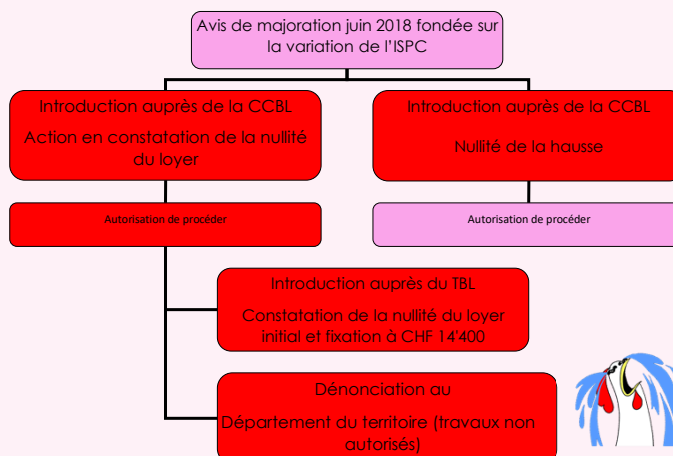 Avis de majoration juin 2018 fondée sur
la variation de l'ISPC
Introduction auprès de la CCBL
Action en constatation de la nullité
du loyer
Introduction auprès de la CCBL
Nullité de la hausse
Autorisation de procéder
Autorisation de procéder
Introduction auprès du TBL
Constatation de la nullité du loyer
initial et fixation à CHF 14'400
Dénonciation au
Département du territoire (travaux non
autorisés)